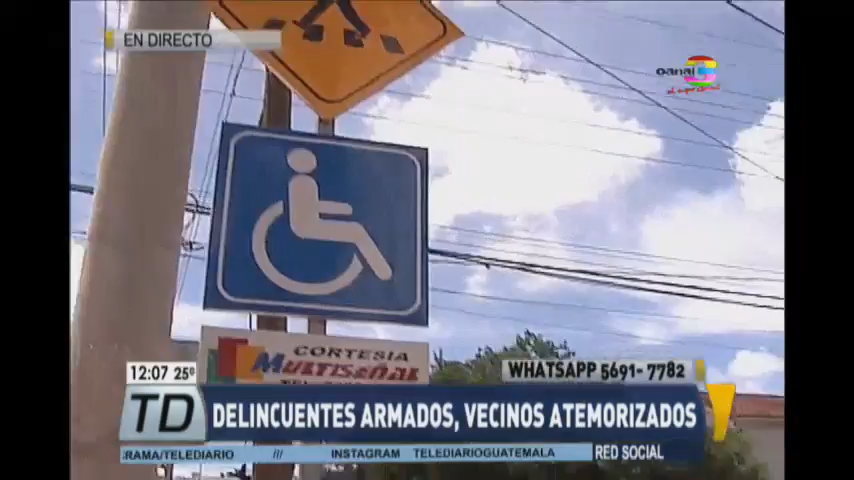 EN DIRECTO
canal 3
CORTESIA
MULTISEÑAL
WHATSAPP 5691-7782
12:07 25°
TD
DELINCUENTES ARMADOS, VECINOS ATEMORIZADOS
:RAMA/TELEDIARIO /// INSTAGRAM TELEDIARIOGUATEMALA
RED SOCIAL